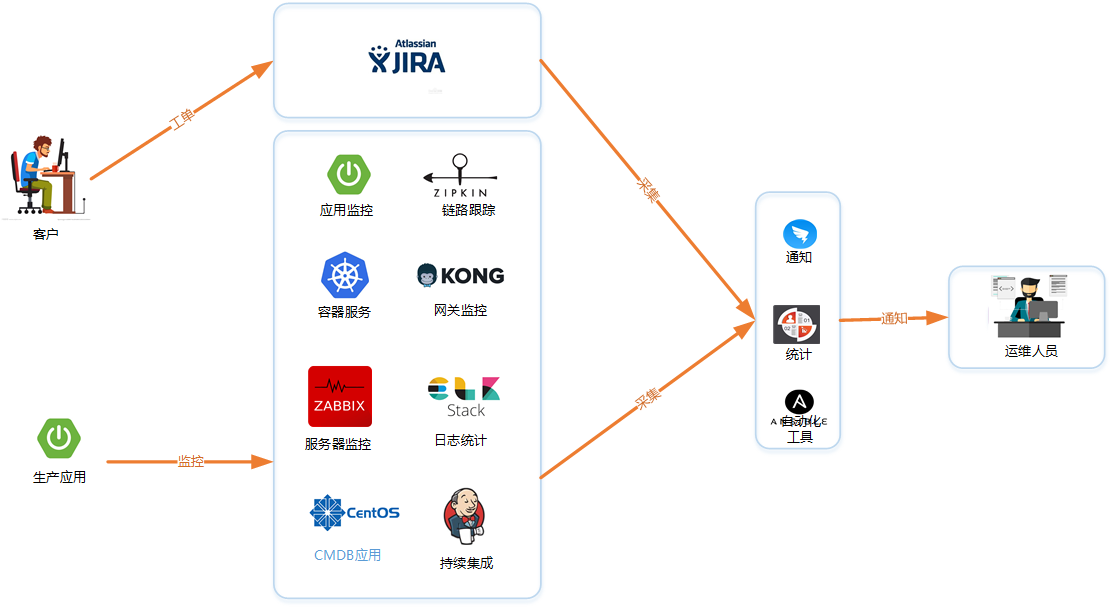 Atlassian
JIRA
工单
客户
应用监控
ZIPKIN
链路跟踪
采集
容器服务
KONG
网关监控
通知
01
02
统计
通知
运维人员
ZABBIX
服务器监控
Stack
日志统计
采集
ANSIBLE
自动化
工具
生产应用
监控
CentOS
CMDB应用
持续集成